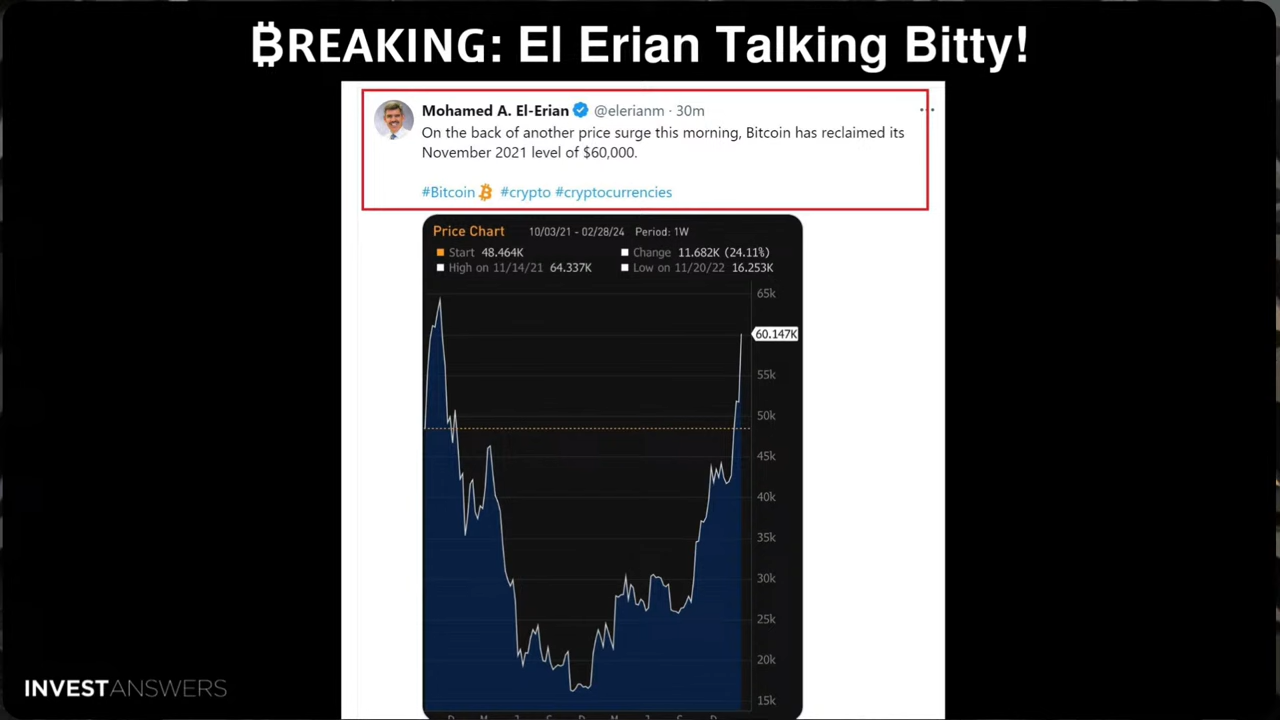 ₿REAKING: El Erian Talking Bitty!
Mohamed A. El-Erian @elerianm · 30m
On the back of another price surge this morning, Bitcoin has reclaimed its
November 2021 level of $60,000.
#Bitcoin #crypto #cryptocurrencies
Price Chart 10/03/21 - 02/28/24 Period: 1W
Start 48.464K Change 11.682K (24.11%)
High on 11/14/21 64.337K Low on 11/20/22 16.253K
65k
60.147K
55k
50k
45k
40k
35k
30k
25k
20k
15k
INVESTANSWERS